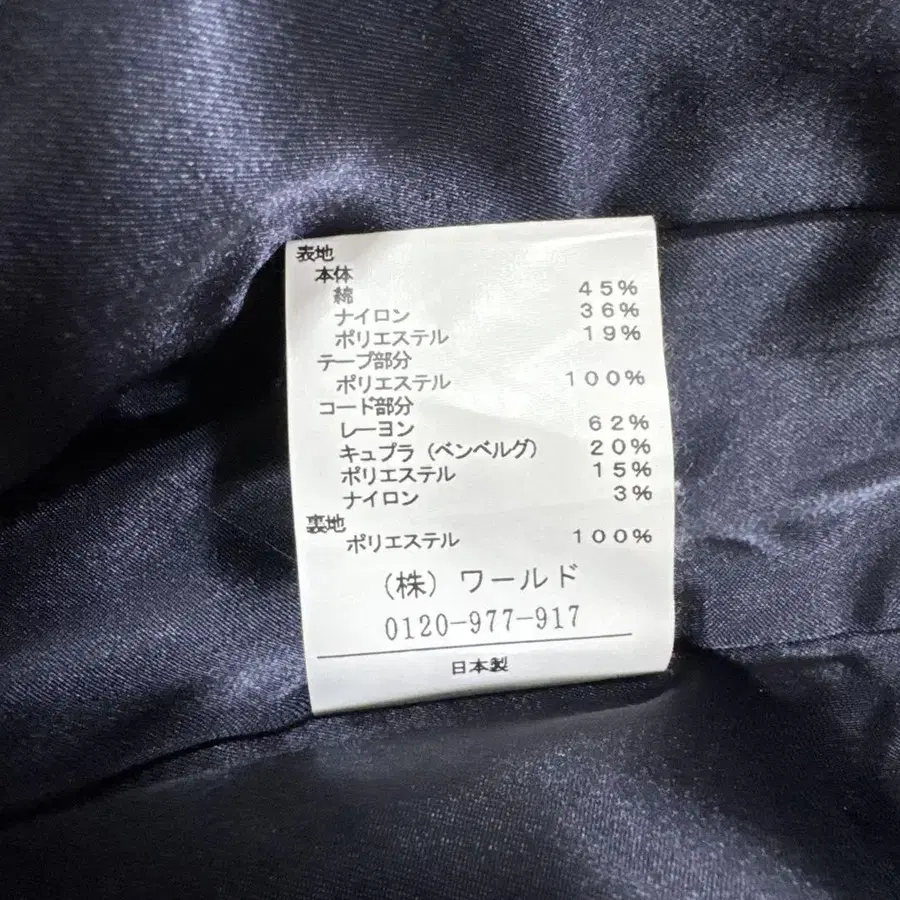 表地
本体
綿 45%
ナイロン 36%
ポリエステル 19%
テープ部分
ポリエステル 100%
コード部分
レーヨン 62%
キュプラ（ベンベルグ） 20%
ポリエステル 15%
ナイロン 3%
裏地
ポリエステル 100%
（株）ワールド
0120-977-917
日本製